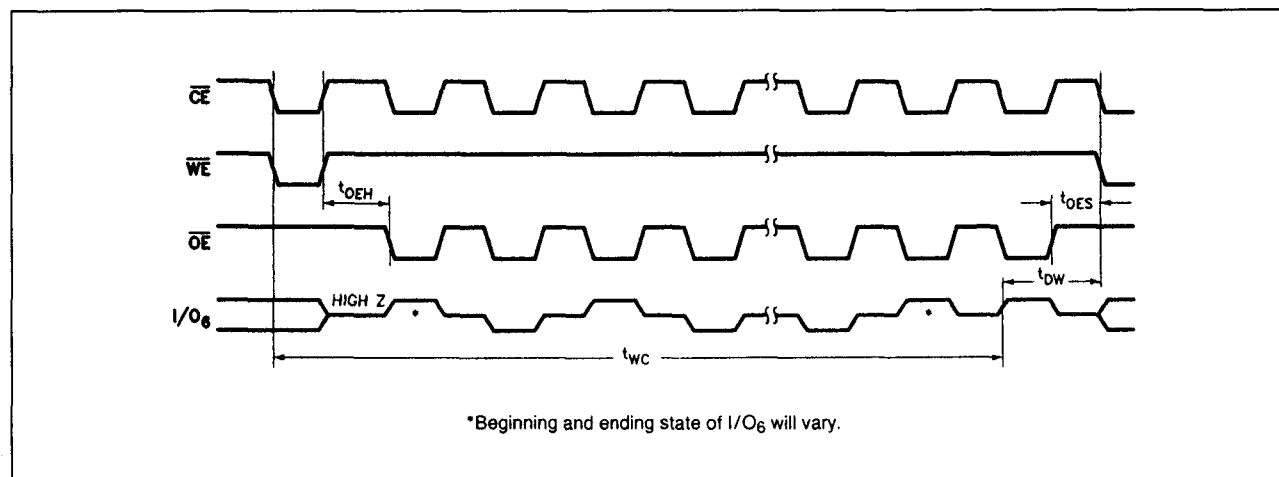 CE
WE
tOEH
tOES
OE
tDW
HIGH Z
I/O6
*
*
tWC
*Beginning and ending state of I/O6 will vary.